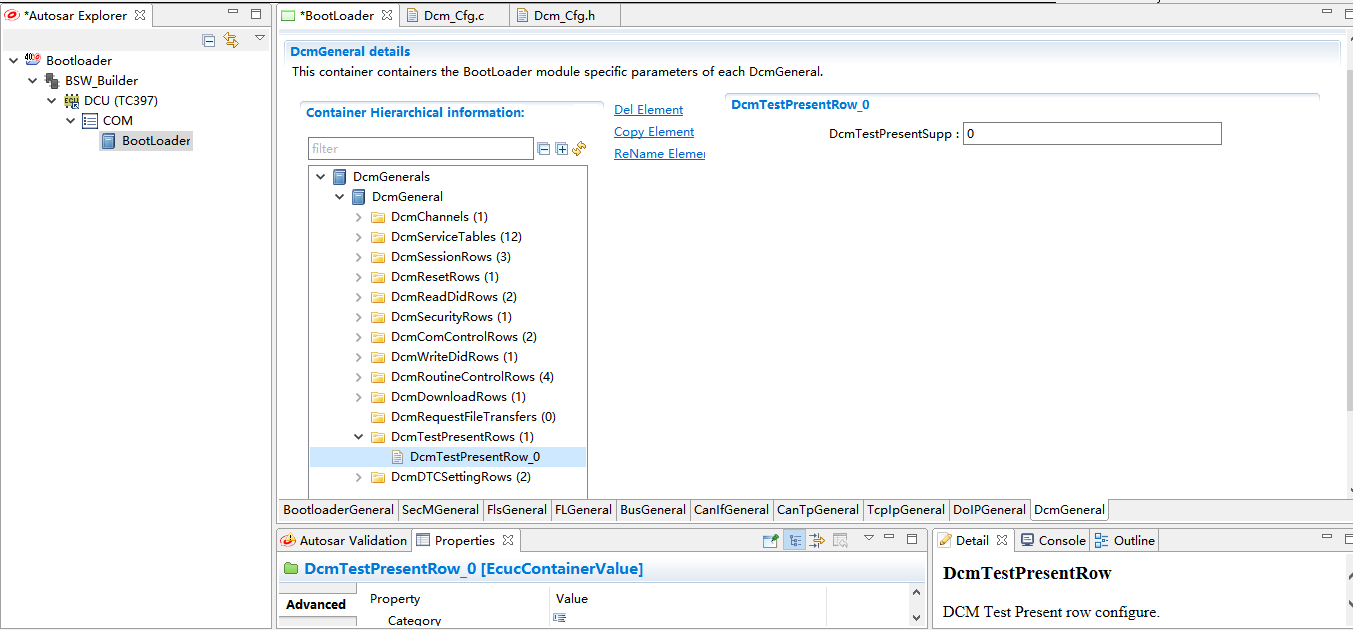 *Autosar Explorer
Bootloader
BSW_Builder
DCU (TC397)
COM
BootLoader
*BootLoader
Dcm_Cfg.c
Dcm_Cfg.h
DcmGeneral details
This container containers the BootLoader module specific parameters of each DcmGeneral.
Container Hierarchical information:
filter
DcmGenerals
DcmGeneral
DcmChannels (1)
DcmServiceTables (12)
DcmSessionRows (3)
DcmResetRows (1)
DcmReadDidRows (2)
DcmSecurityRows (1)
DcmComControlRows (2)
DcmWriteDidRows (1)
DcmRoutineControlRows (4)
DcmDownloadRows (1)
DcmRequestFileTransfers (0)
DcmTestPresentRows (1)
DcmTestPresentRow_0
DcmDTCSettingRows (2)
Del Element
Copy Element
ReName Elemer
DcmTestPresentRow_0
DcmTestPresentSupp : 0
BootloaderGeneral SecMGeneral FlsGeneral FLGeneral BusGeneral CanIfGeneral CanTpGeneral TcpIpGeneral DoIPGeneral DcmGeneral
Autosar Validation Properties
DcmTestPresentRow_0 [EcucContainerValue]
Advanced
Property Value
Category
Detail Console Outline
DcmTestPresentRow
DCM Test Present row configure.